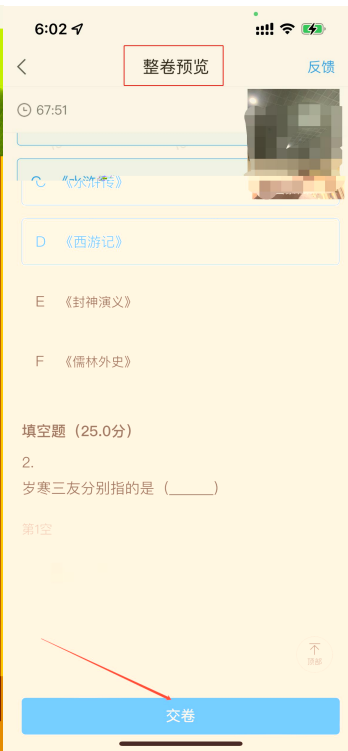 6:02
整卷预览
反馈
67:51
C 《水浒传》
D 《西游记》
E 《封神演义》
F 《儒林外史》
填空题（25.0分）
2.
岁寒三友分别指的是（______）
第1空
顶部
交卷